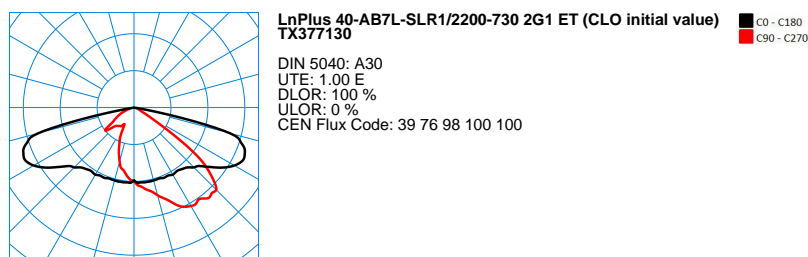 LnPlus 40-AB7L-SLR1/2200-730 2G1 ET (CLO initial value)
TX377130
C0 - C180
C90 - C270
DIN 5040: A30
UTE: 1.00 E
DLOR: 100 %
ULOR: 0 %
CEN Flux Code: 39 76 98 100 100